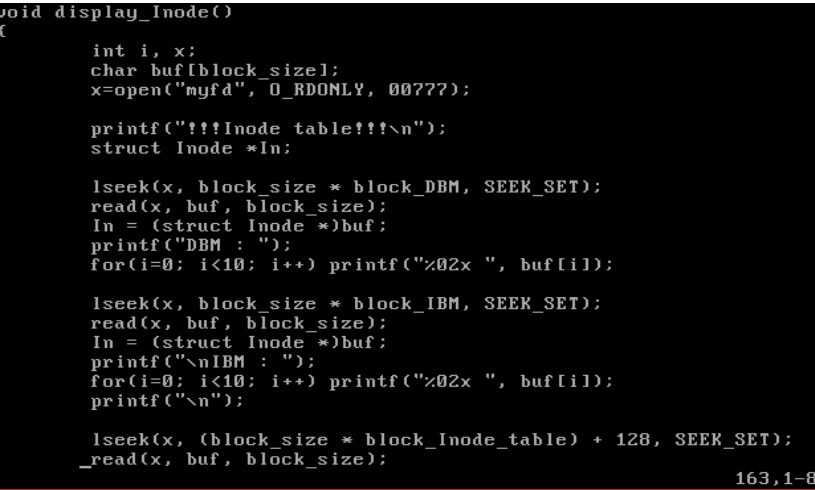 void display_Inode()
{
int i, x;
char buf[block_size];
x=open("myfd", O_RDONLY, 00777);
printf("!!!Inode table!!!\n");
struct Inode *In;
lseek(x, block_size * block_DBM, SEEK_SET);
read(x, buf, block_size);
In = (struct Inode *)buf;
printf("DBM : ");
for(i=0; i<10; i++) printf("%02x ", buf[i]);
lseek(x, block_size * block_IBM, SEEK_SET);
read(x, buf, block_size);
In = (struct Inode *)buf;
printf("\nIBM : ");
for(i=0; i<10; i++) printf("%02x ", buf[i]);
printf("\n");
lseek(x, (block_size * block_Inode_table) + 128, SEEK_SET);
read(x, buf, block_size);
163,1-8